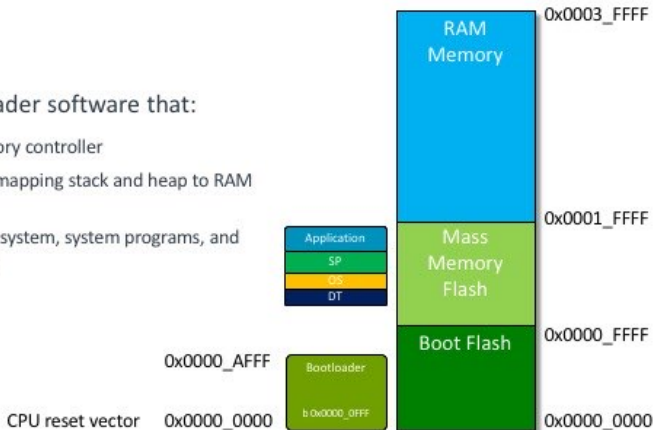 ader software that:
ory controller
mapping stack and heap to RAM
system, system programs, and
Application
SP
OS
DT
0x0000_AFFF
Bootloader
b 0x0000_0FFF
CPU reset vector
0x0000_0000
RAM
Memory
Mass
Memory
Flash
Boot Flash
0x0003_FFFF
0x0001_FFFF
0x0000_FFFF
0x0000_0000